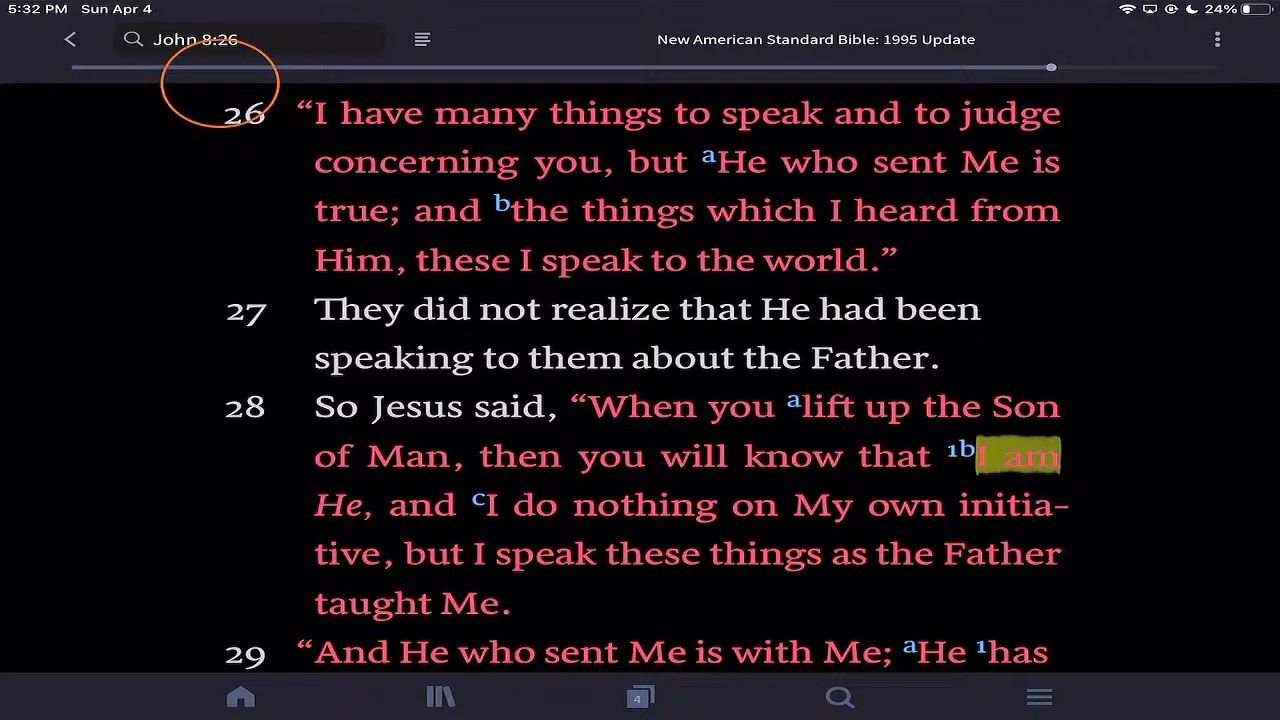 5:32 PM Sun Apr 4
24%
John 8:26
New American Standard Bible: 1995 Update
26 “I have many things to speak and to judge
concerning you, but aHe who sent Me is
true; and bthe things which I heard from
Him, these I speak to the world.”
27 They did not realize that He had been
speaking to them about the Father.
28 So Jesus said, “When you alift up the Son
of Man, then you will know that 1bI am
He, and cI do nothing on My own initia-
tive, but I speak these things as the Father
taught Me.
29 “And He who sent Me is with Me; aHe 1has
4